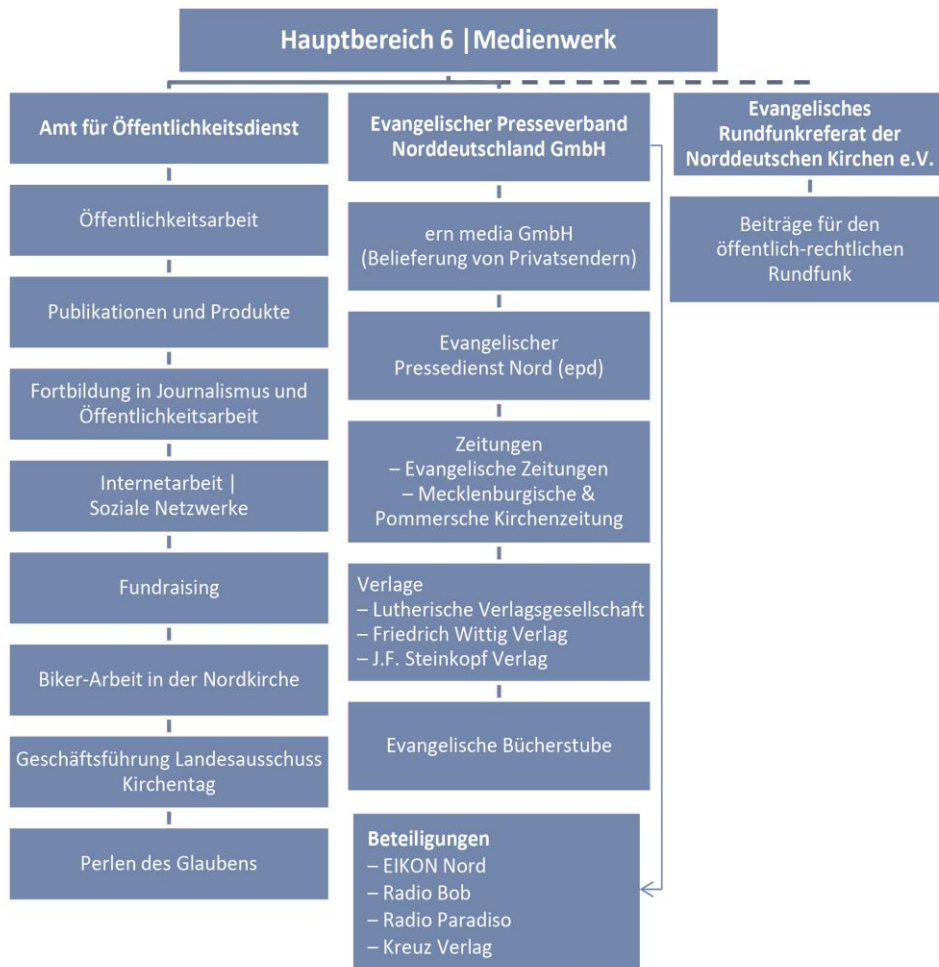 Hauptbereich 6 | Medienwerk
Amt für Öffentlichkeitsdienst
Öffentlichkeitsarbeit
Publikationen und Produkte
Fortbildung in Journalismus und
Öffentlichkeitsarbeit
Internetarbeit |
Soziale Netzwerke
Fundraising
Biker-Arbeit in der Nordkirche
Geschäftsführung Landesausschuss
Kirchentag
Perlen des Glaubens
Evangelischer Presseverband
Norddeutschland GmbH
ern media GmbH
(Belieferung von Privatsendern)
Evangelischer
Pressedienst Nord (epd)
Zeitungen
– Evangelische Zeitungen
– Mecklenburgische &
Pommersche Kirchenzeitung
Verlage
– Lutherische Verlagsgesellschaft
– Friedrich Wittig Verlag
– J.F. Steinkopf Verlag
Evangelische Bücherstube
Beteiligungen
– EIKON Nord
– Radio Bob
– Radio Paradiso
– Kreuz Verlag
Evangelisches
Rundfunkreferat der
Norddeutschen Kirchen e.V.
Beiträge für den
öffentlich-rechtlichen
Rundfunk